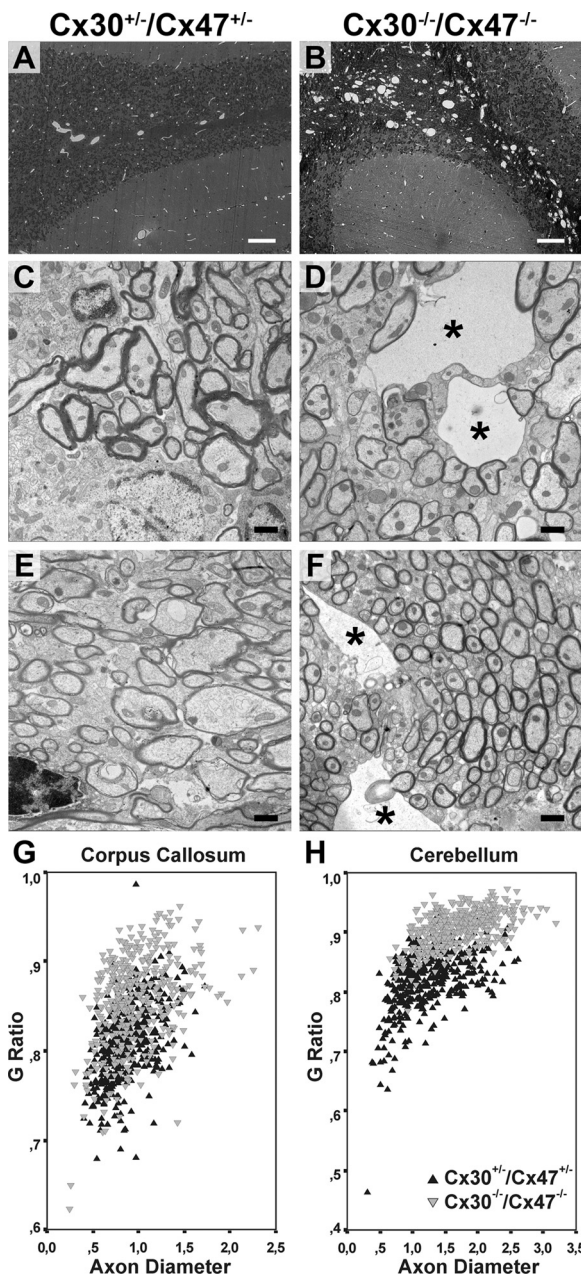 Cx30+/-/Cx47+/- Cx30-/-/Cx47-/-
A B
C D
* *
E F
* *
G Corpus Callosum H Cerebellum
1,0 1,0
,9 ,9
,8 ,8
,7 ,7
,6
,5
,6 ,4
G Ratio G Ratio
Cx30+/-/Cx47+/-
Cx30-/-/Cx47-/-
0,0 ,5 1,0 1,5 2,0 2,5 0,0 ,5 1,0 1,5 2,0 2,5 3,0 3,5
Axon Diameter Axon Diameter